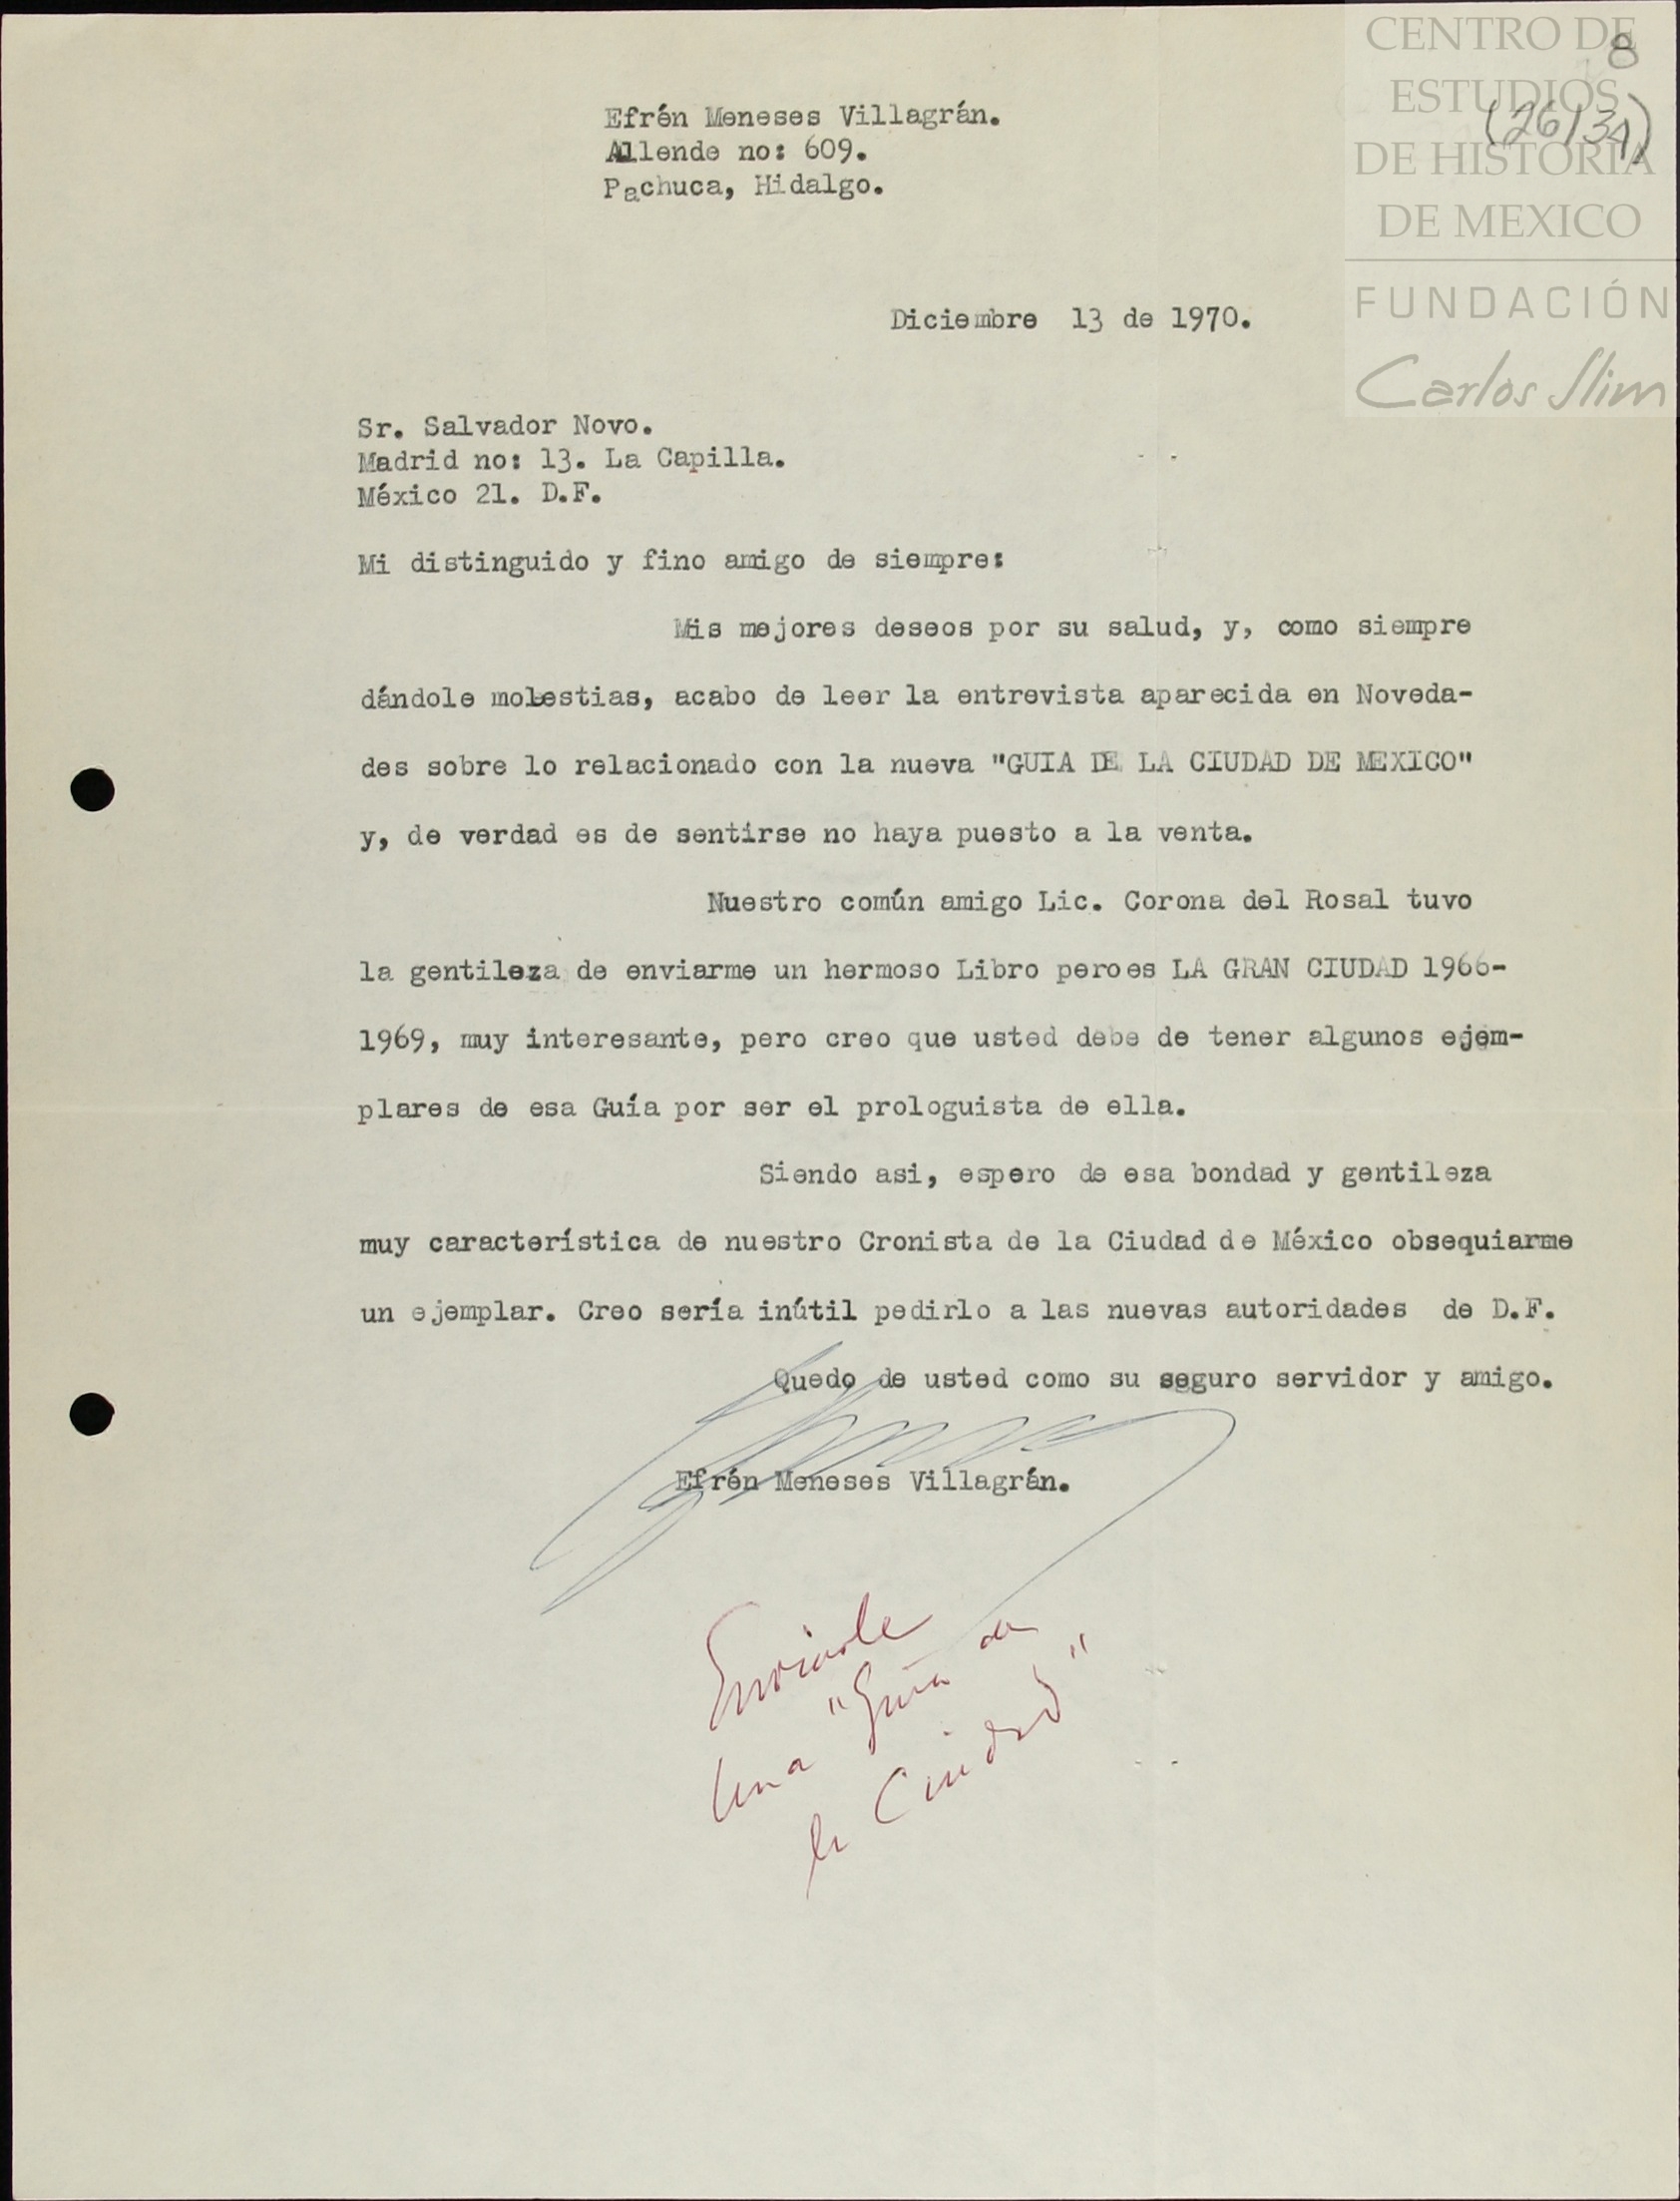 CENTRO DE
ESTUDIOS
DE HISTORIA
DE MEXICO
FUNDACIÓN
Carlos Slim
8
(26/31)
Efrén Meneses Villagrán.
Allende no: 609.
Pachuca, Hidalgo.
Diciembre 13 de 1970.
Sr. Salvador Novo.
Madrid no: 13. La Capilla.
México 21. D.F.
Mi distinguido y fino amigo de siempre:
Mis mejores deseos por su salud, y, como siempre
dándole molestias, acabo de leer la entrevista aparecida en Noveda-
des sobre lo relacionado con la nueva "GUIA DE LA CIUDAD DE MEXICO"
y, de verdad es de sentirse no haya puesto a la venta.
Nuestro común amigo Lic. Corona del Rosal tuvo
la gentileza de enviarme un hermoso Libro peroes LA GRAN CIUDAD 1966-
1969, muy interesante, pero creo que usted debe de tener algunos ejem-
plares de esa Guía por ser el prologuista de ella.
Siendo asi, espero de esa bondad y gentileza
muy característica de nuestro Cronista de la Ciudad de México obsequiarme
un ejemplar. Creo sería inútil pedirlo a las nuevas autoridades de D.F.
Quedo de usted como su seguro servidor y amigo.
Efrén Meneses Villagrán.
Enviarle
una "Guía de
la Ciudad"